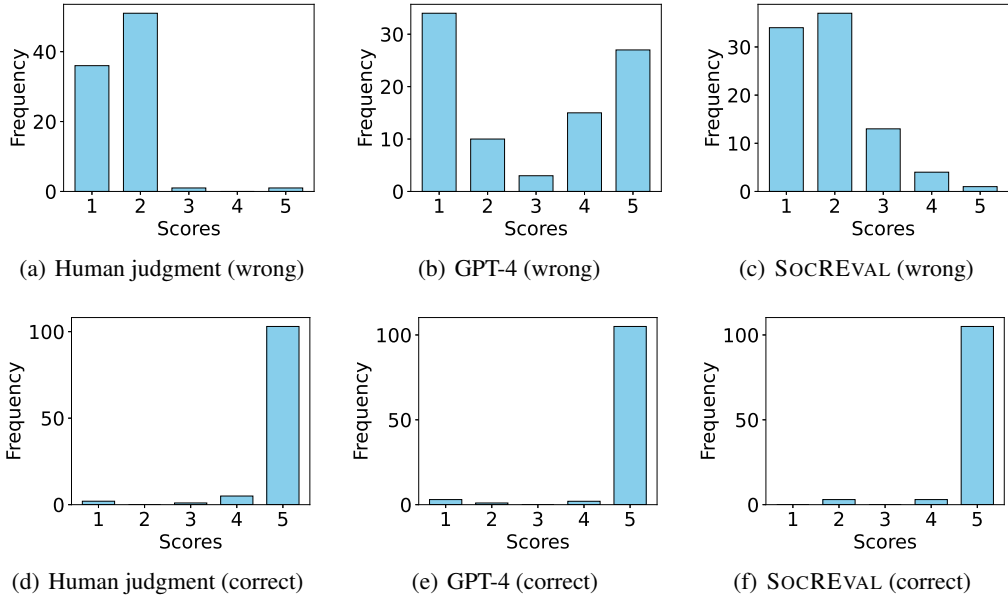 Frequency
40
20
0
1 2 3 4 5
Scores
(a) Human judgment (wrong)
Frequency
30
20
10
0
1 2 3 4 5
Scores
(b) GPT-4 (wrong)
Frequency
30
20
10
0
1 2 3 4 5
Scores
(c) SOCREVAL (wrong)
Frequency
100
50
0
1 2 3 4 5
Scores
(d) Human judgment (correct)
Frequency
100
50
0
1 2 3 4 5
Scores
(e) GPT-4 (correct)
Frequency
100
50
0
1 2 3 4 5
Scores
(f) SOCREVAL (correct)